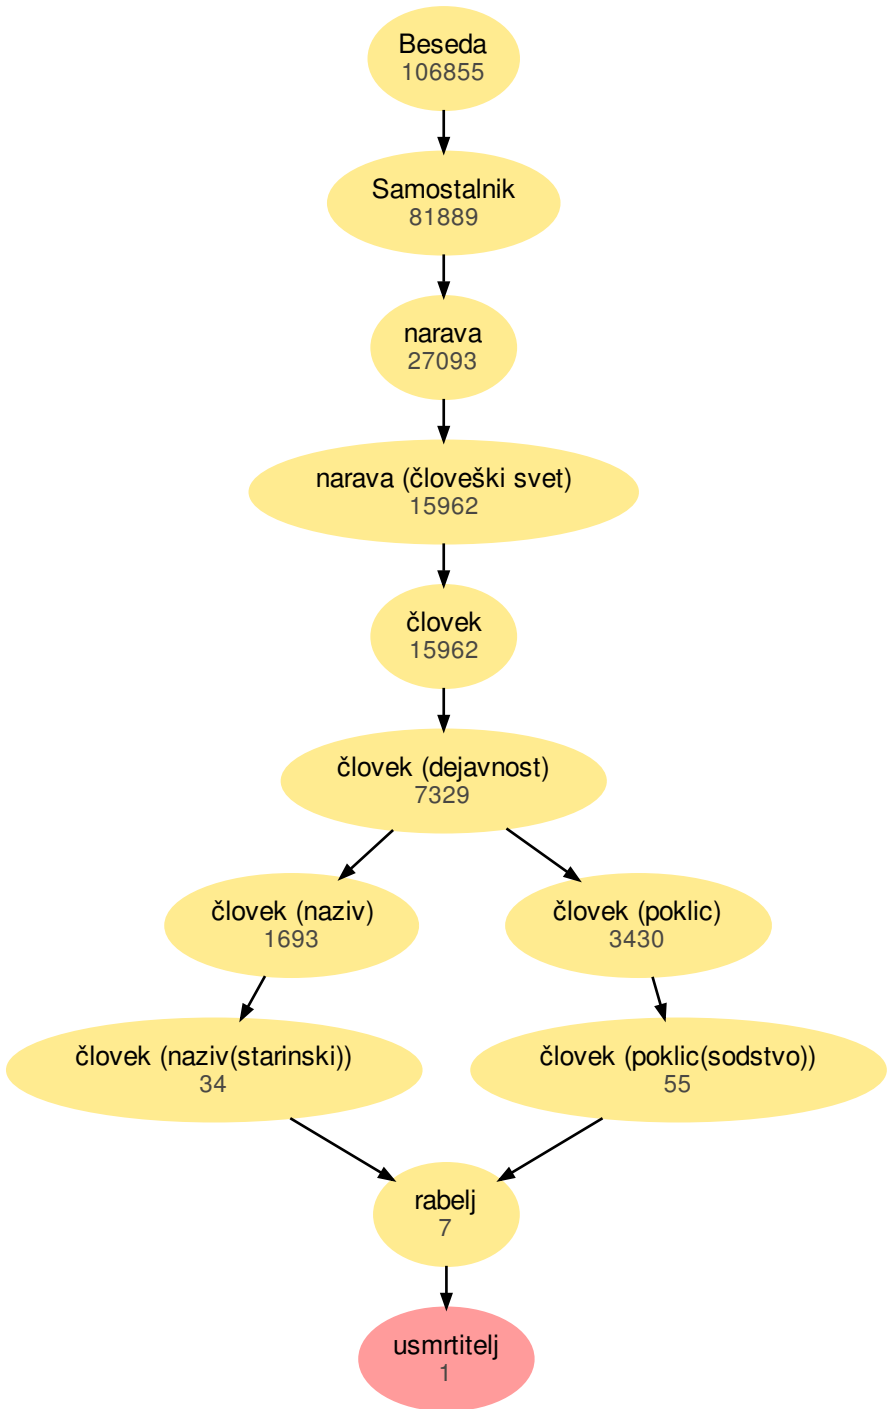 Beseda
106855
Samostalnik
81889
narava
27093
narava (človeški svet)
15962
človek
15962
človek (dejavnost)
7329
človek (naziv)
1693
človek (poklic)
3430
človek (naziv(starinski))
34
človek (poklic(sodstvo))
55
rabelj
7
usmrtitelj
1